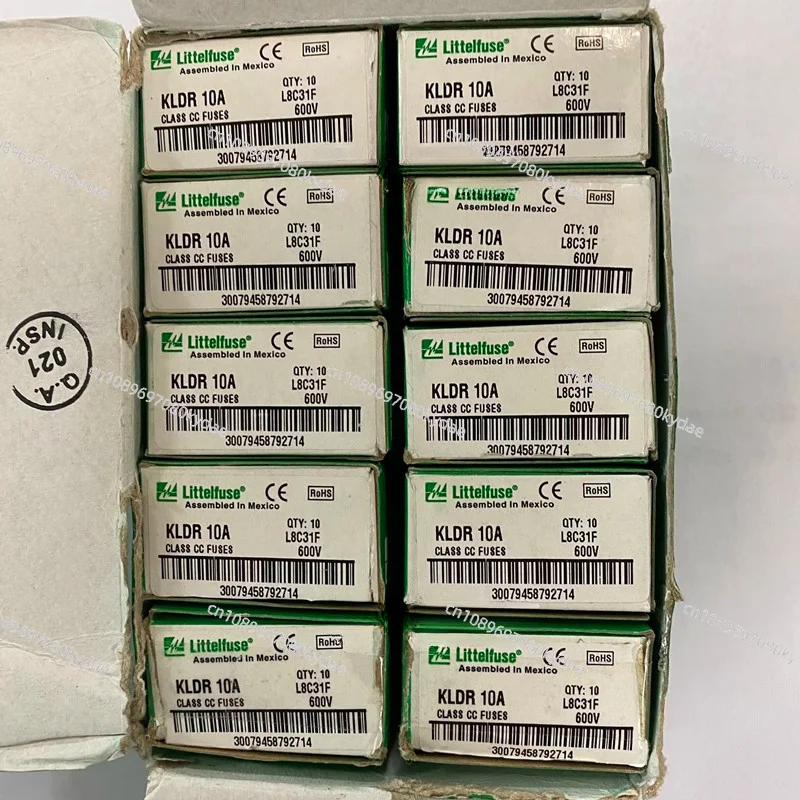 Littelfuse® CE RoHS
Assembled In Mexico
QTY: 10
KLDR 10A L8C31F
CLASS CC FUSES 600V
30079458792714
Littelfuse® CE RoHS
Assembled In Mexico
QTY: 10
KLDR 10A L8C31F
CLASS CC FUSES 600V
30079458792714
Littelfuse® CE RoHS
Assembled In Mexico
QTY: 10
KLDR 10A L8C31F
CLASS CC FUSES 600V
30079458792714
Littelfuse® CE RoHS
Assembled In Mexico
QTY: 10
KLDR 10A L8C31F
CLASS CC FUSES 600V
30079458792714
Littelfuse® CE RoHS
Assembled In Mexico
QTY: 10
KLDR 10A L8C31F
CLASS CC FUSES 600V
30079458792714
Littelfuse® CE RoHS
Assembled In Mexico
QTY: 10
KLDR 10A L8C31F
CLASS CC FUSES 600V
30079458792714
Littelfuse® CE RoHS
Assembled In Mexico
QTY: 10
KLDR 10A L8C31F
CLASS CC FUSES 600V
30079458792714
Littelfuse® CE RoHS
Assembled In Mexico
QTY: 10
KLDR 10A L8C31F
CLASS CC FUSES 600V
30079458792714
Littelfuse® CE RoHS
Assembled In Mexico
QTY: 10
KLDR 10A L8C31F
CLASS CC FUSES 600V
30079458792714
Littelfuse® CE RoHS
Assembled In Mexico
QTY: 10
KLDR 10A L8C31F
CLASS CC FUSES 600V
30079458792714
Q.A.
021
INSP.